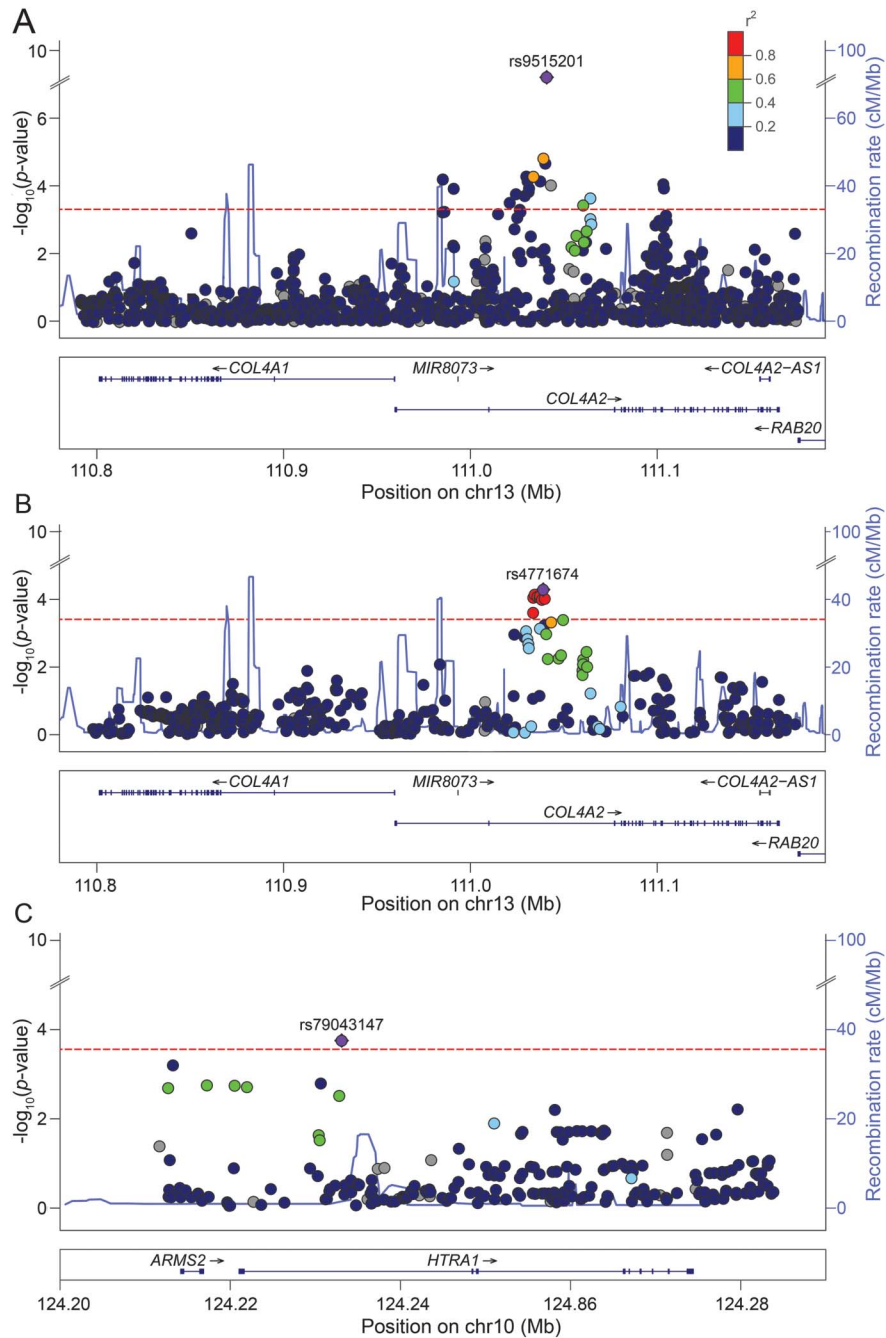 A
r²
10
100
rs9515201
0.8
80
0.6
0.4
0.2
6
60
4
40
2
20
0
0
-log₁₀(p-value)
Recombination rate (cM/Mb)
←COL4A1
MIR8073→
←COL4A2−AS1
COL4A2→
←RAB20
110.8
110.9
111.0
111.1
Position on chr13 (Mb)
B
10
100
rs4771674
4
40
2
20
0
0
-log₁₀(p-value)
Recombination rate (cM/Mb)
←COL4A1
MIR8073→
←COL4A2−AS1
COL4A2→
←RAB20
110.8
110.9
111.0
111.1
Position on chr13 (Mb)
C
10
100
rs79043147
4
40
2
20
0
0
-log₁₀(p-value)
Recombination rate (cM/Mb)
ARMS2→
HTRA1→
124.20
124.22
124.24
124.86
124.28
Position on chr10 (Mb)